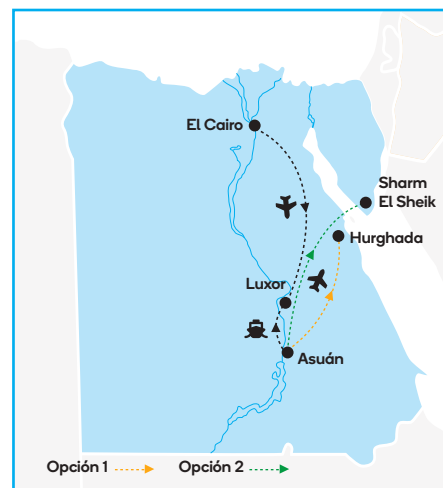 El Cairo
Sharm
El Sheik
Hurghada
Luxor
Asuán
Opción 1
Opción 2